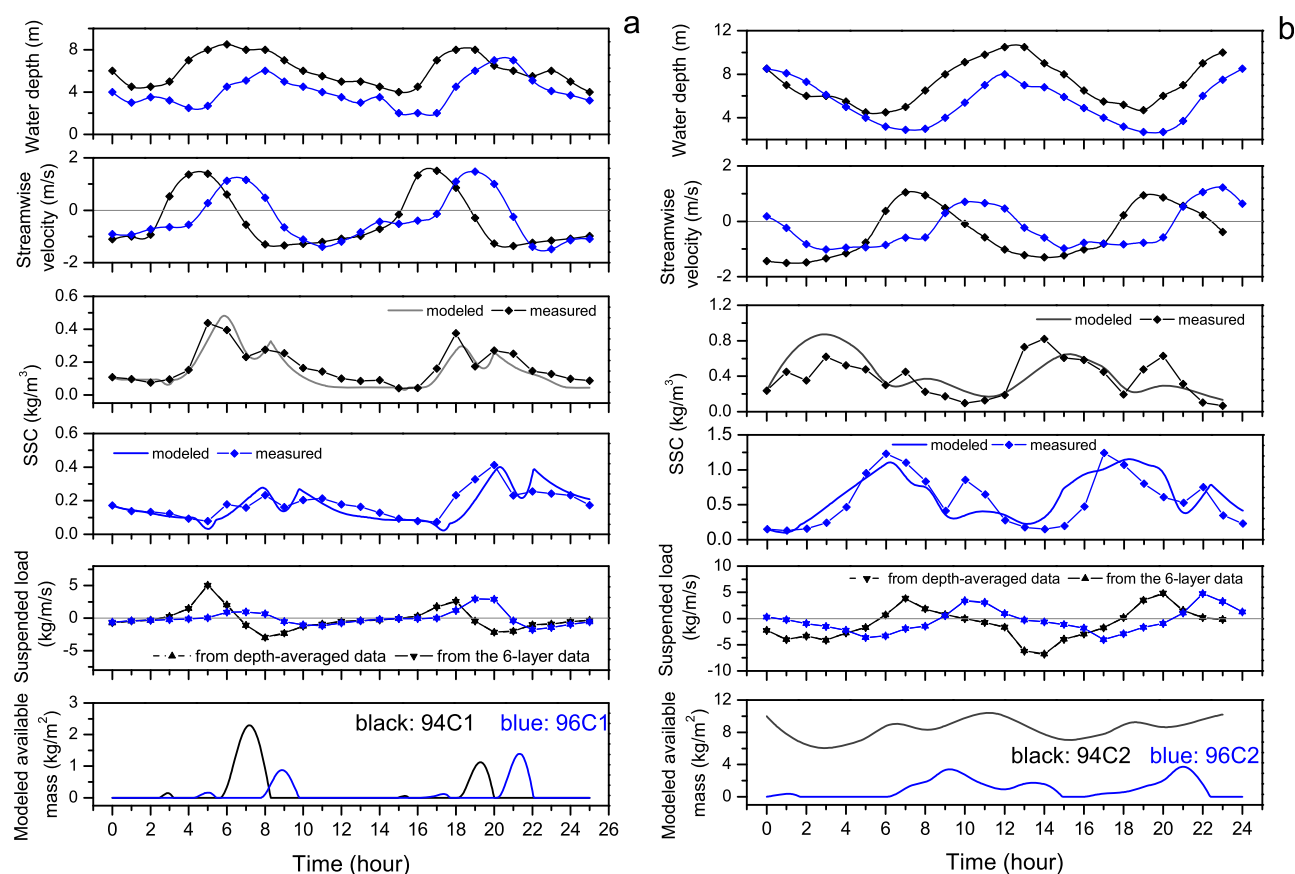 a
Water depth (m)
8
4
0
Streamwise
velocity (m/s)
2
0
-2
SSC (kg/m³)
0.6
0.4
0.2
0.0
modeled
measured
0.6
0.4
0.2
0.0
modeled
measured
Suspended load
(kg/m/s)
5
0
-5
from depth-averaged data
from the 6-layer data
Modeled available
mass (kg/m²)
3
2
1
0
black: 94C1
blue: 96C1
0 2 4 6 8 10 12 14 16 18 20 22 24 26
Time (hour)
b
Water depth (m)
12
8
4
Streamwise
velocity (m/s)
2
0
-2
SSC (kg/m³)
1.2
0.8
0.4
0.0
modeled
measured
1.5
1.0
0.5
0.0
modeled
measured
Suspended load
(kg/m/s)
10
5
0
-5
-10
from depth-averaged data
from the 6-layer data
Modeled available
mass (kg/m²)
12
8
4
0
black: 94C2
blue: 96C2
0 2 4 6 8 10 12 14 16 18 20 22 24
Time (hour)